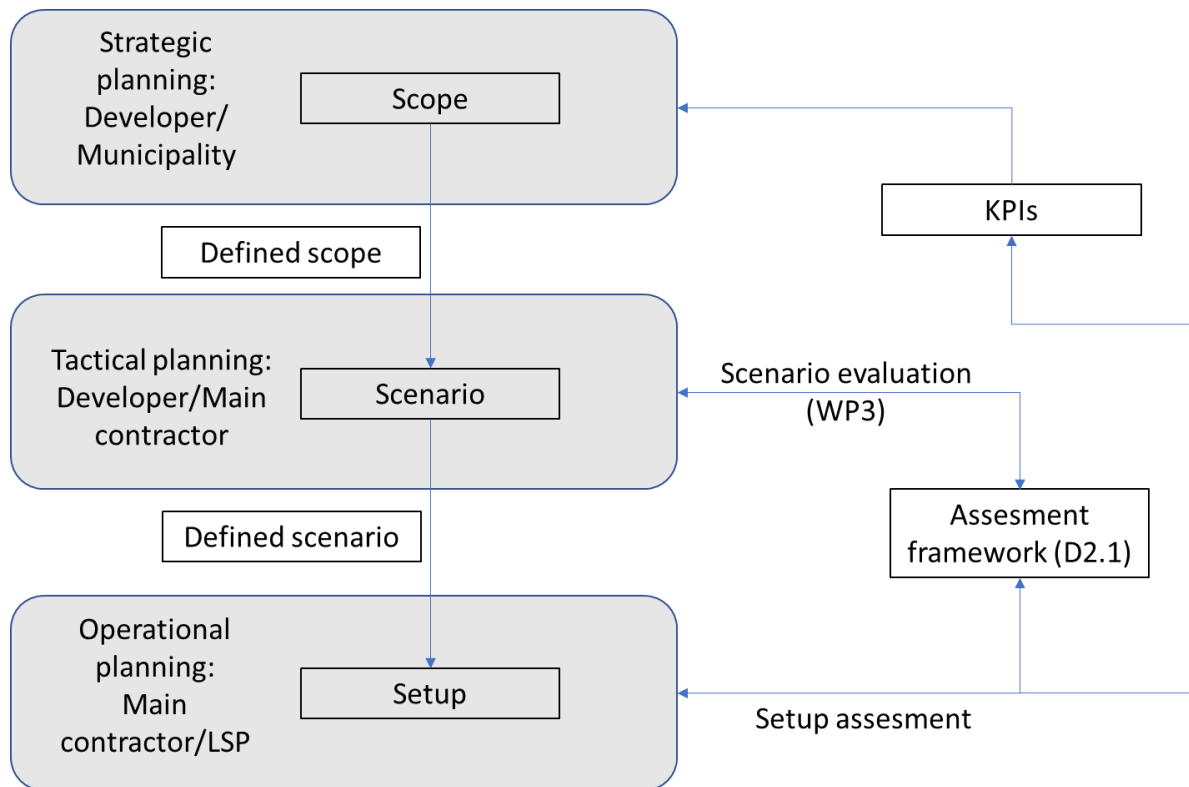 Strategic
planning:
Developer/
Municipality
Scope
KPIs
Defined scope
Tactical planning:
Developer/Main
contractor
Scenario
Scenario evaluation
(WP3)
Defined scenario
Assesment
framework (D2.1)
Operational
planning:
Main
contractor/LSP
Setup
Setup assesment